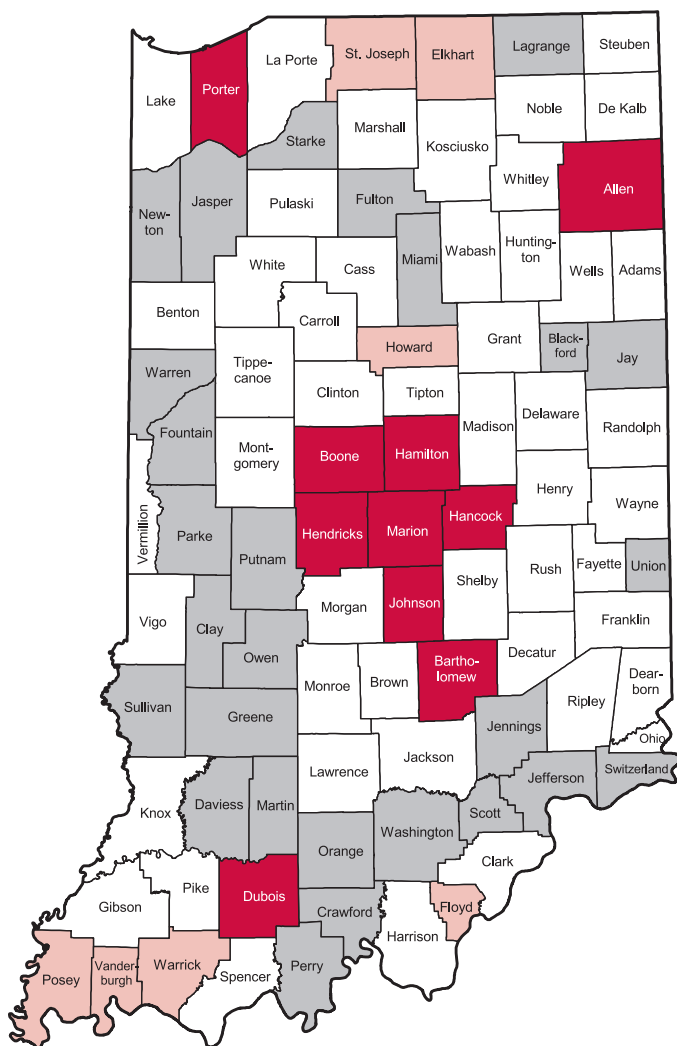 St. Joseph
Elkhart
Lagrange
Steuben
La Porte
Porter
Lake
Noble
De Kalb
Marshall
Starke
Kosciusko
Whitley
Allen
New-
ton
Jasper
Pulaski
Fulton
Miami
Wabash
Hunting-
ton
Wells
Adams
White
Cass
Benton
Carroll
Howard
Grant
Black-
ford
Jay
Warren
Tippe-
canoe
Clinton
Tipton
Madison
Delaware
Randolph
Fountain
Mont-
gomery
Boone
Hamilton
Henry
Wayne
Vermillion
Parke
Putnam
Hendricks
Marion
Hancock
Rush
Fayette
Union
Shelby
Morgan
Johnson
Vigo
Clay
Owen
Franklin
Decatur
Monroe
Brown
Bartho-
lomew
Dear-
born
Ripley
Sullivan
Greene
Jennings
Ohio
Jackson
Lawrence
Switzerland
Jefferson
Knox
Daviess
Martin
Scott
Washington
Orange
Clark
Pike
Dubois
Gibson
Crawford
Floyd
Harrison
Posey
Vander-
burgh
Warrick
Spencer
Perry